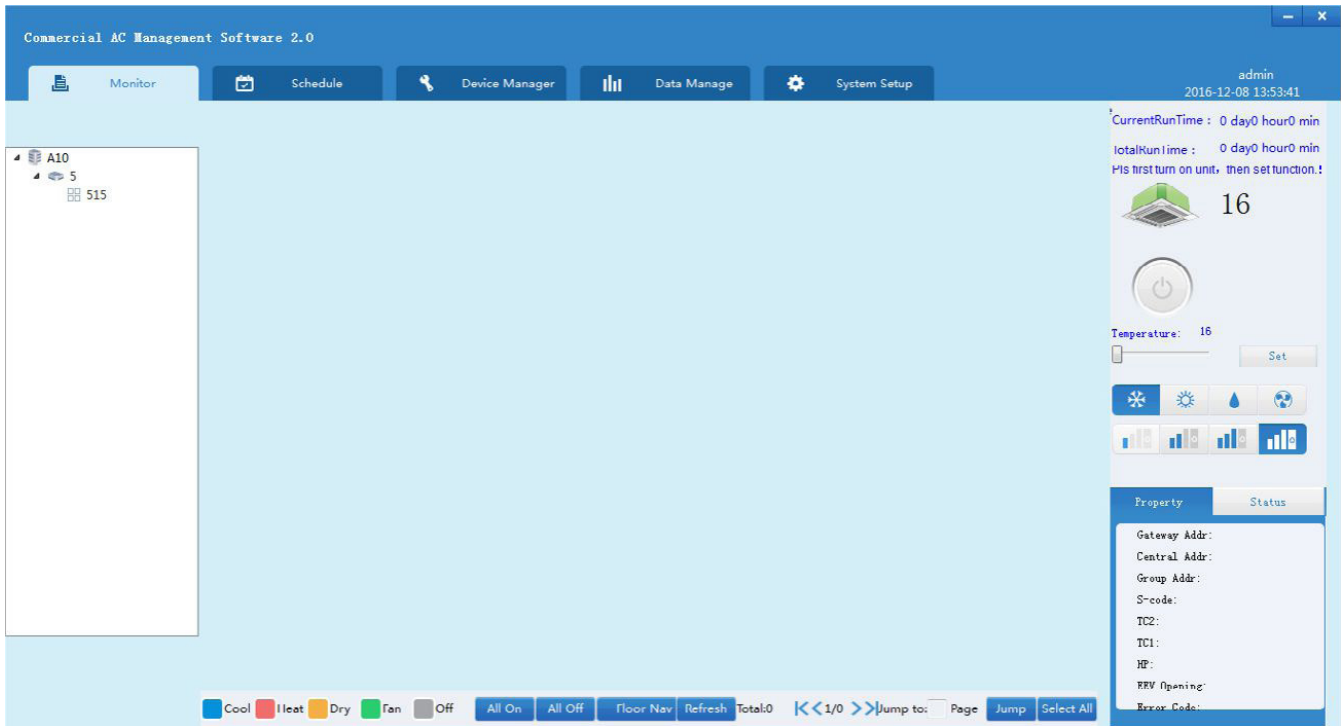 Commercial AC Management Software 2.0
Monitor
Schedule
Device Manager
Data Manage
System Setup
admin
2016-12-08 13:53:41
A10
5
515
CurrentRunTime : 0 day0 hour0 min
TotalRunTime : 0 day0 hour0 min
Pls first turn on unit, then set function.!
16
Temperature: 16
Set
Property
Status
Gateway Addr:
Central Addr:
Group Addr:
S-code:
TC2:
TC1:
HP:
EEV Opening:
Error Code:
Cool Heat Dry Fan Off All On All Off Floor Nav Refresh Total:0 1/0 Jump to: Page Jump Select All